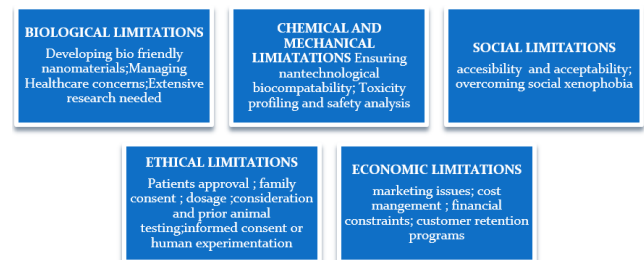 BIOLOGICAL LIMITATIONS
Developing bio friendly
nanomaterials;Managing
Healthcare concerns;Extensive
research needed
CHEMICAL AND
MECHANICAL
LIMIATATIONS Ensuring
nantechnological
biocompatability; Toxicity
profiling and safety analysis
SOCIAL LIMITATIONS
accesibility and acceptability;
overcoming social xenophobia
ETHICAL LIMITATIONS
Patients approval ; family
consent ; dosage ;consideration
and prior animal
testing;informed consent or
human experimentation
ECONOMIC LIMITATIONS
marketing issues; cost
mangement ; financial
constraints; customer retention
programs